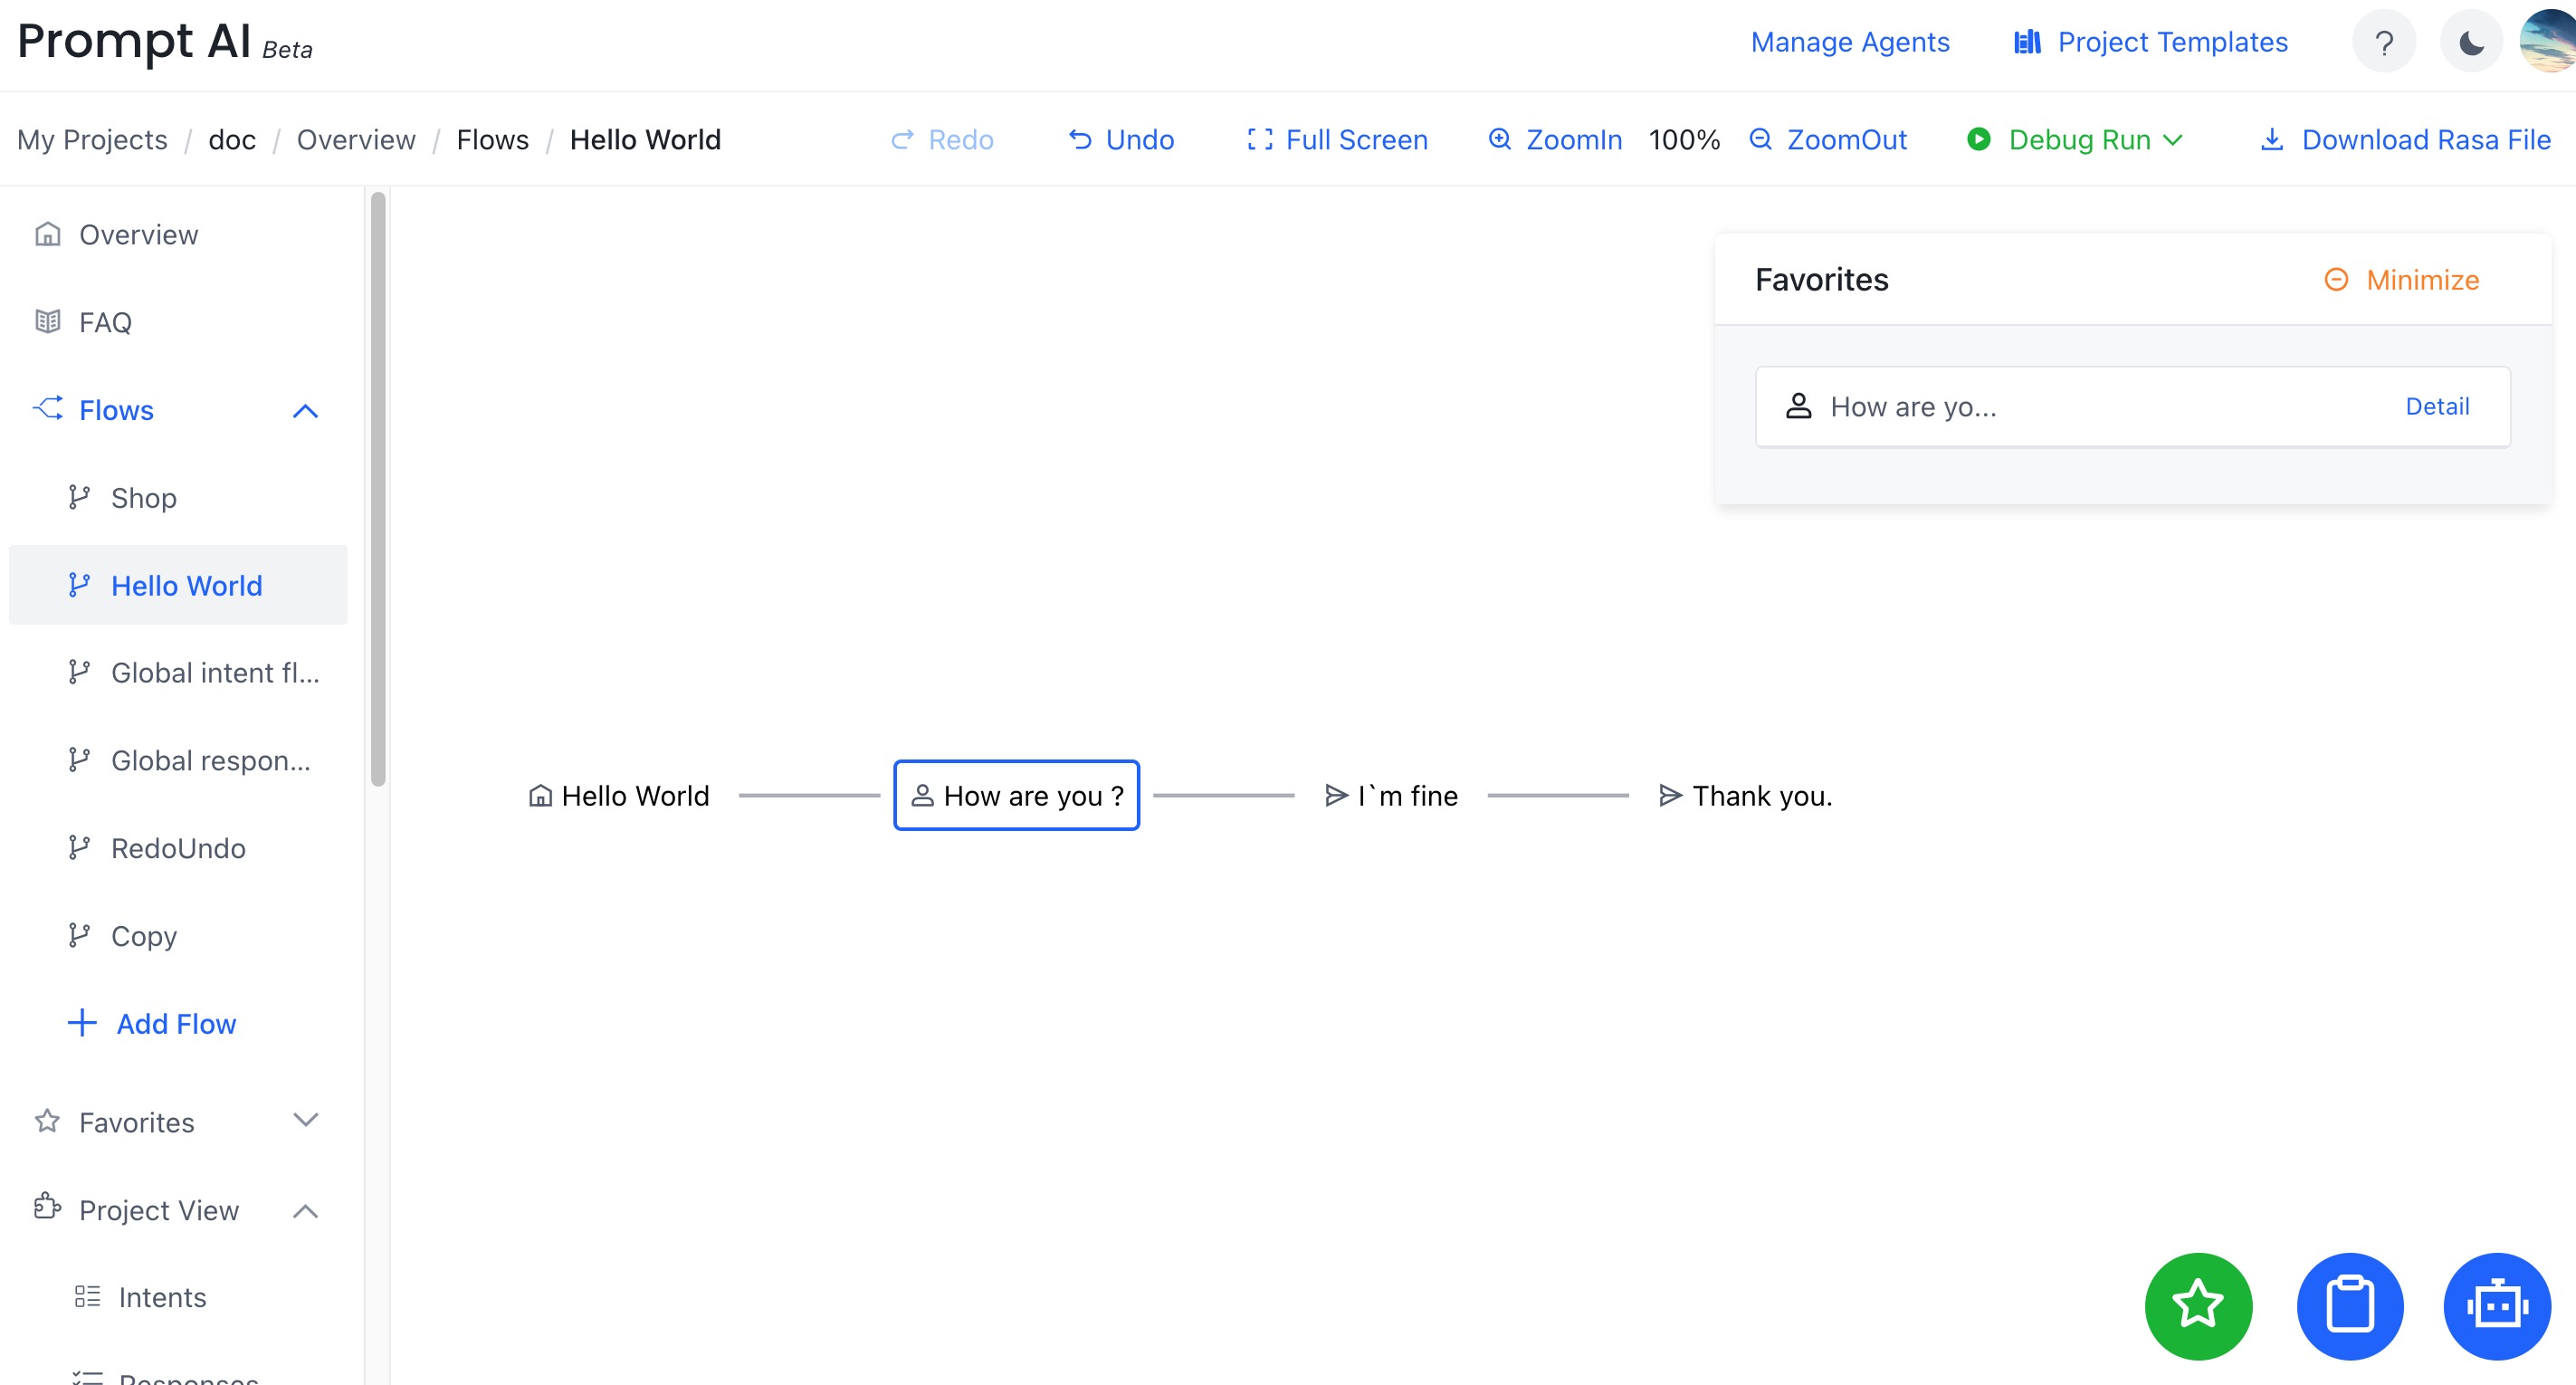 Prompt AI Beta
Manage Agents
Project Templates
?
My Projects / doc / Overview / Flows / Hello World
Redo
Undo
Full Screen
ZoomIn 100% ZoomOut
Debug Run
Download Rasa File
Overview
FAQ
Flows
Shop
Hello World
Global intent fl...
Global respon...
RedoUndo
Copy
Add Flow
Favorites
Project View
Intents
Responses
Favorites
Minimize
How are yo...
Detail
Hello World
How are you ?
I`m fine
Thank you.